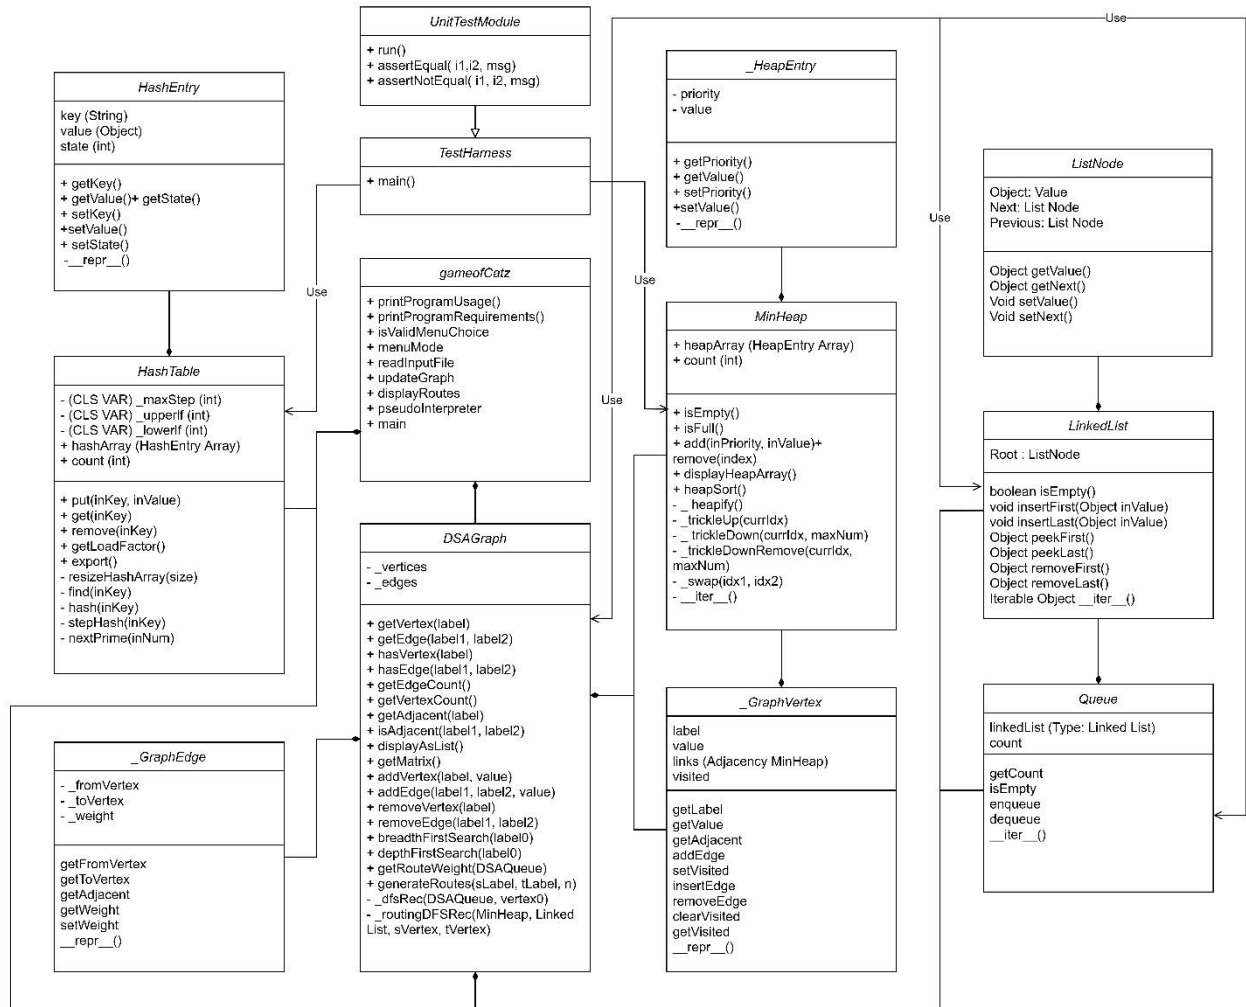 UnitTestModule
+ run()
+ assertEqual( i1,i2, msg)
+ assertNotEqual( i1, i2, msg)
Use
HashEntry
key (String)
value (Object)
state (int)
+ getKey()
+ getValue()+ getState()
+ setKey()
+setValue()
+ setState()
-__repr__()
TestHarness
+ main()
_HeapEntry
- priority
- value
+ getPriority()
+ getValue()
+ setPriority()
+setValue()
-__repr__()
ListNode
Object: Value
Next: List Node
Previous: List Node
Object getValue()
Object getNext()
Void setValue()
Void setNext()
Use
Use
Use
Use
gameofCatz
+ printProgramUsage()
+ printProgramRequirements()
+ isValidMenuChoice
+ menuMode
+ readInputFile
+ updateGraph
+ displayRoutes
+ pseudoInterpreter
+ main
MinHeap
+ heapArray (HeapEntry Array)
+ count (int)
+ isEmpty()
+ isFull()
+ add(inPriority, inValue)+
remove(index)
+ displayHeapArray()
+ heapSort()
- _ heapify()
- _trickleUp(currIdx)
- _ trickleDown(currIdx, maxNum)
- _trickleDownRemove(currIdx,
maxNum)
- _swap(idx1, idx2)
- __iter__()
HashTable
- (CLS VAR) _maxStep (int)
- (CLS VAR) _upperlf (int)
- (CLS VAR) _lowerlf (int)
+ hashArray (HashEntry Array)
+ count (int)
+ put(inKey, inValue)
+ get(inKey)
+ remove(inKey)
+ getLoadFactor()
+ export()
- resizeHashArray(size)
- find(inKey)
- hash(inKey)
- stepHash(inKey)
- nextPrime(inNum)
LinkedList
Root : ListNode
boolean isEmpty()
void insertFirst(Object inValue)
void insertLast(Object inValue)
Object peekFirst()
Object peekLast()
Object removeFirst()
Object removeLast()
Iterable Object __iter__()
DSAGraph
- _vertices
- _edges
+ getVertex(label)
+ getEdge(label1, label2)
+ hasVertex(label)
+ hasEdge(label1, label2)
+ getEdgeCount()
+ getVertexCount()
+ getAdjacent(label)
+ isAdjacent(label1, label2)
+ displayAsList()
+ getMatrix()
+ addVertex(label, value)
+ addEdge(label1, label2, value)
+ removeVertex(label)
+ removeEdge(label1, label2)
+ breadthFirstSearch(label0)
+ depthFirstSearch(label0)
+ getRouteWeight(DSAQueue)
+ generateRoutes(sLabel, tLabel, n)
- _dfsRec(DSAQueue, vertex0)
- _routingDFSRec(MinHeap, Linked
List, sVertex, tVertex)
_GraphVertex
label
value
links (Adjacency MinHeap)
visited
getLabel
getValue
getAdjacent
addEdge
setVisited
insertEdge
removeEdge
clearVisited
getVisited
__repr__()
Queue
linkedList (Type: Linked List)
count
getCount
isEmpty
enqueue
dequeue
__iter__()
_GraphEdge
- _fromVertex
- _toVertex
- _weight
getFromVertex
getToVertex
getAdjacent
getWeight
setWeight
__repr__()